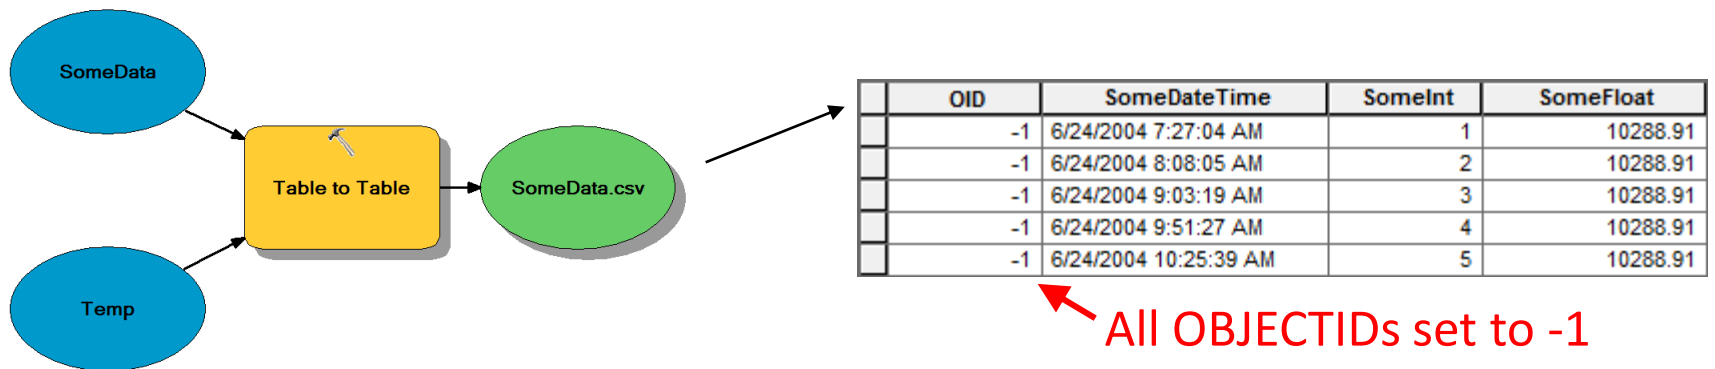 SomeData
Temp
Table to Table
SomeData.csv
OID SomeDateTime SomeInt SomeFloat
-1 6/24/2004 7:27:04 AM 1 10288.91
-1 6/24/2004 8:08:05 AM 2 10288.91
-1 6/24/2004 9:03:19 AM 3 10288.91
-1 6/24/2004 9:51:27 AM 4 10288.91
-1 6/24/2004 10:25:39 AM 5 10288.91
All OBJECTIDs set to -1